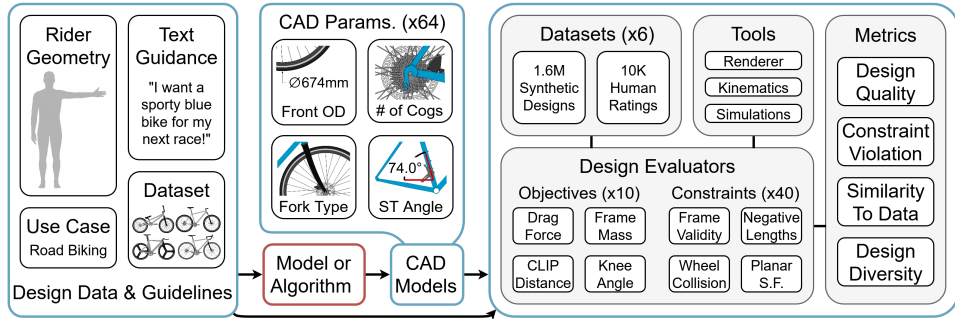 Rider
Geometry
Text
Guidance
"I want a
sporty blue
bike for my
next race!"
Use Case
Road Biking
Dataset
Design Data & Guidelines
CAD Params. (x64)
Ø674mm
Front OD
# of Cogs
Fork Type
74.0°
ST Angle
Model or
Algorithm
CAD
Models
Datasets (x6)
1.6M
Synthetic
Designs
10K
Human
Ratings
Tools
Renderer
Kinematics
Simulations
Design Evaluators
Objectives (x10)
Drag
Force
Frame
Mass
CLIP
Distance
Knee
Angle
Constraints (x40)
Frame
Validity
Negative
Lengths
Wheel
Collision
Planar
S.F.
Metrics
Design
Quality
Constraint
Violation
Similarity
To Data
Design
Diversity